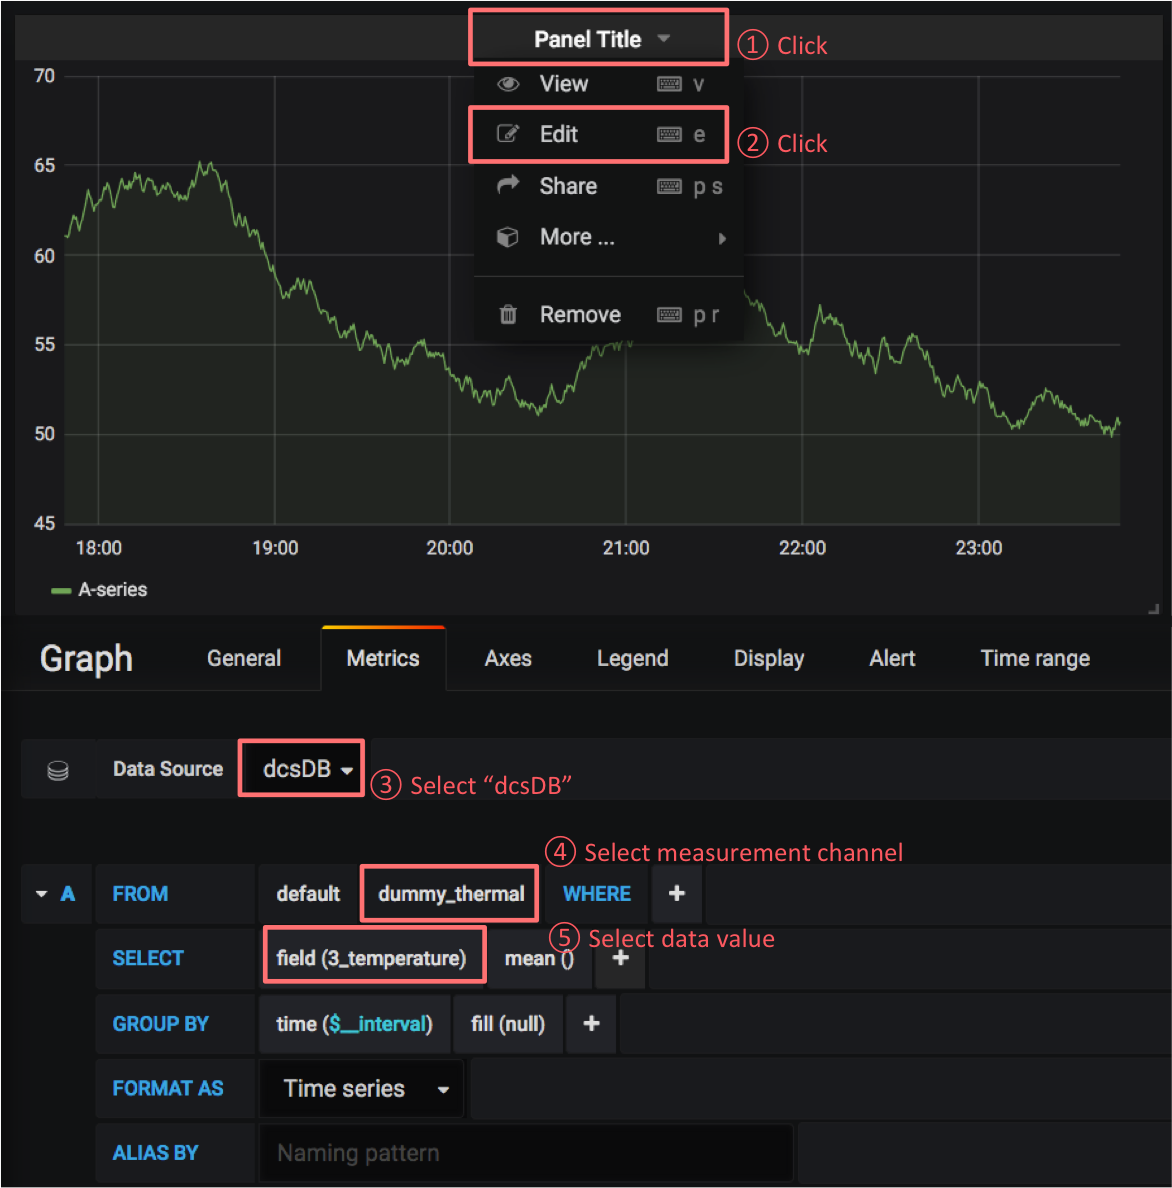 Panel Title ① Click
View v
Edit e ② Click
Share p s
More ...
Remove p r
70
65
60
55
50
45
18:00 19:00 20:00 21:00 22:00 23:00
A-series
Graph General Metrics Axes Legend Display Alert Time range
Data Source dcsDB ③ Select “dcsDB”
④ Select measurement channel
A FROM default dummy_thermal WHERE +
⑤ Select data value
SELECT field (3_temperature) mean () +
GROUP BY time ($__interval) fill (null) +
FORMAT AS Time series
ALIAS BY Naming pattern